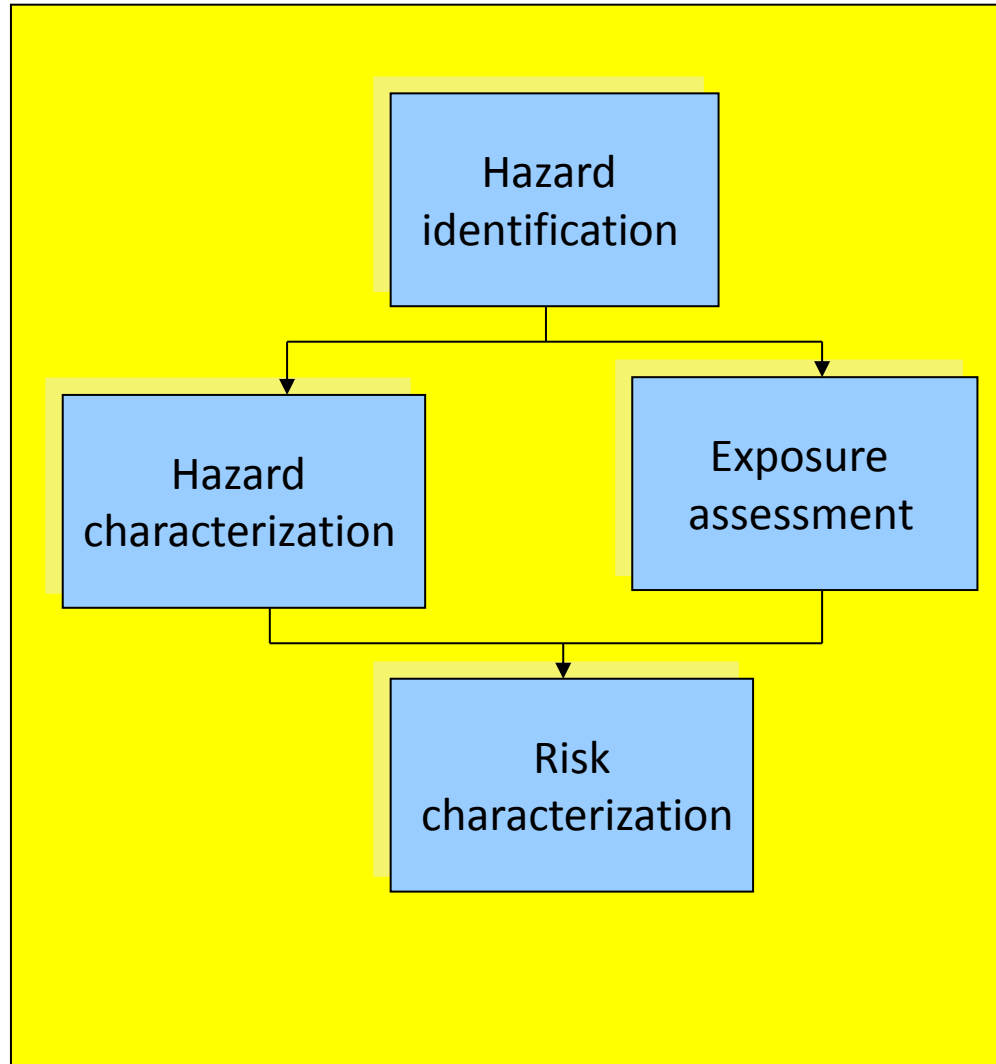 Hazard
identification
Hazard
characterization
Exposure
assessment
Risk
characterization